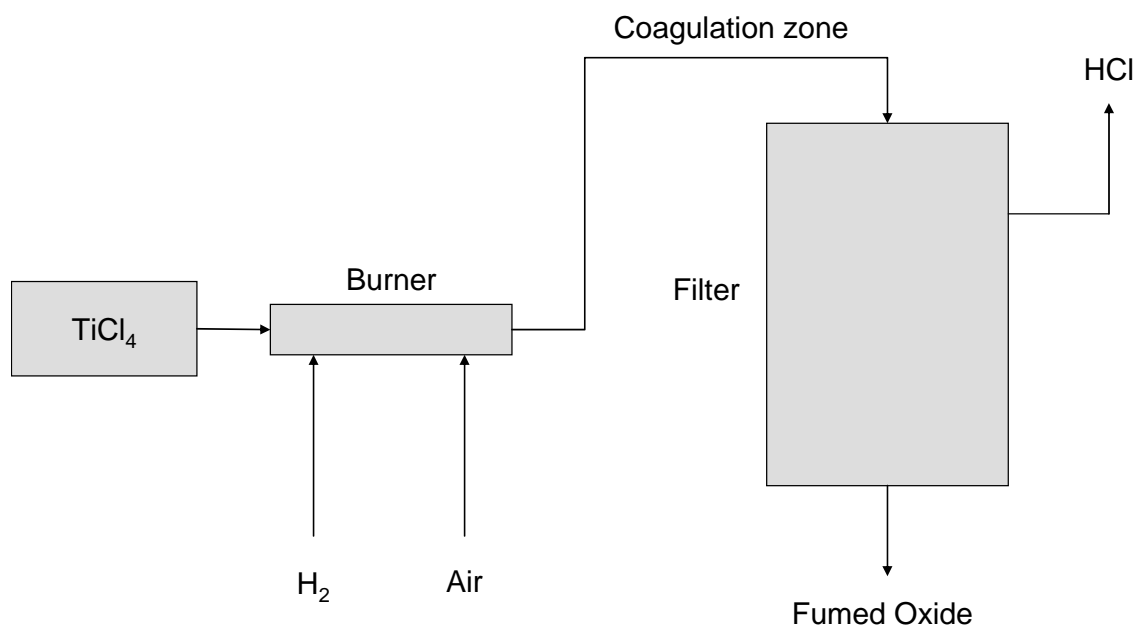 Coagulation zone
HCl
Burner
Filter
TiCl₄
H₂
Air
Fumed Oxide